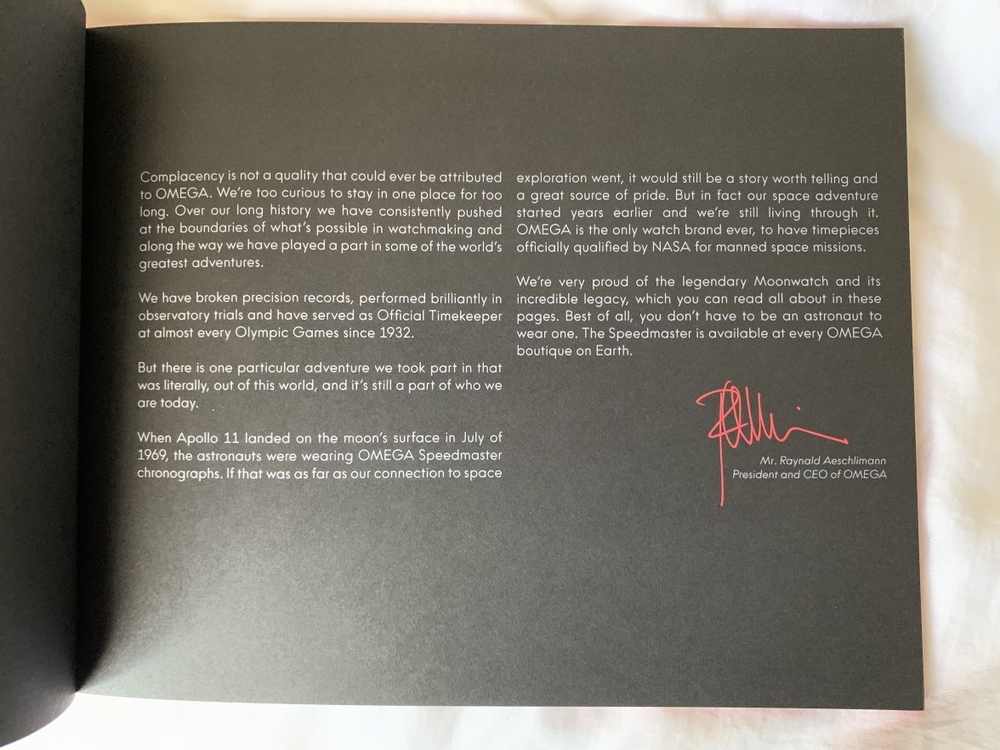 Complacency is not a quality that could ever be attributed
to OMEGA. We're too curious to stay in one place for too
long. Over our long history we have consistently pushed
at the boundaries of what's possible in watchmaking and
along the way we have played a part in some of the world's
greatest adventures.
We have broken precision records, performed brilliantly in
observatory trials and have served as Official Timekeeper
at almost every Olympic Games since 1932.
But there is one particular adventure we took part in that
was literally, out of this world, and it's still a part of who we
are today.
When Apollo 11 landed on the moon's surface in July of
1969, the astronauts were wearing OMEGA Speedmaster
chronographs. If that was as far as our connection to space
exploration went, it would still be a story worth telling and
a great source of pride. But in fact our space adventure
started years earlier and we're still living through it.
OMEGA is the only watch brand ever, to have timepieces
officially qualified by NASA for manned space missions.
We're very proud of the legendary Moonwatch and its
incredible legacy, which you can read all about in these
pages. Best of all, you don't have to be an astronaut to
wear one. The Speedmaster is available at every OMEGA
boutique on Earth.
Mr. Raynald Aeschlimann
President and CEO of OMEGA